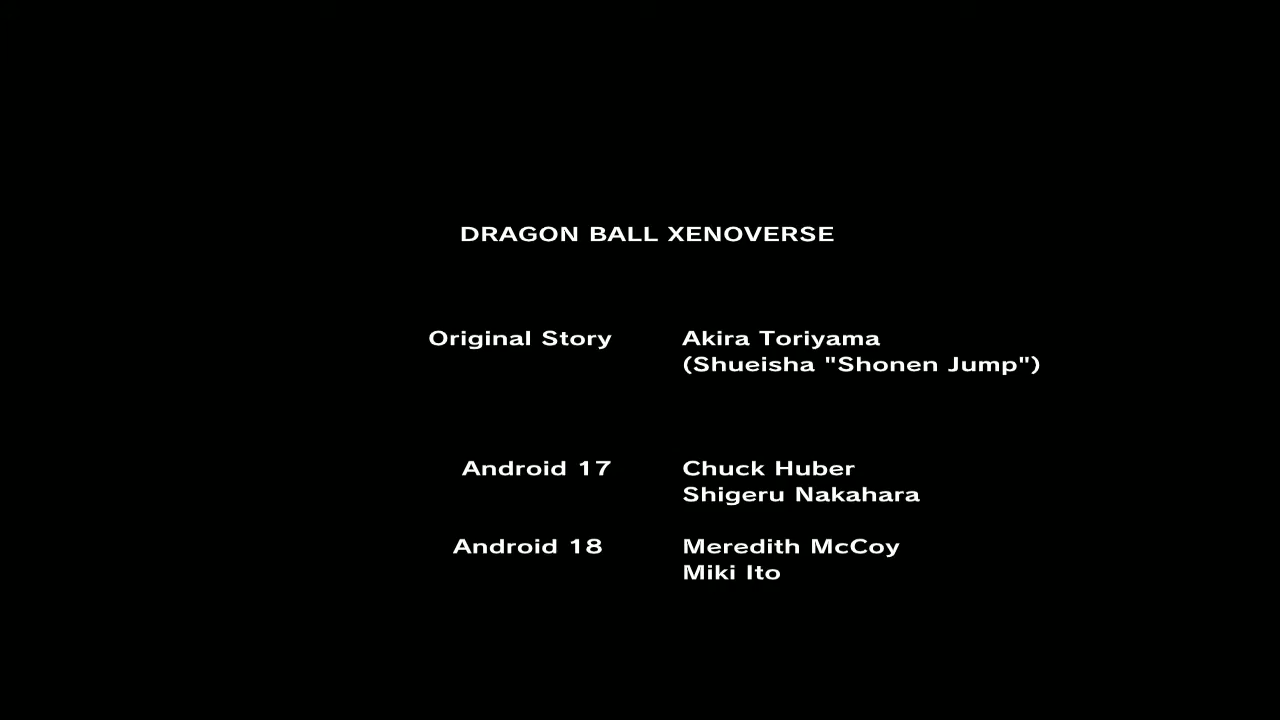 DRAGON BALL XENOVERSE
Original Story Akira Toriyama
(Shueisha "Shonen Jump")
Android 17 Chuck Huber
Shigeru Nakahara
Android 18 Meredith McCoy
Miki Ito